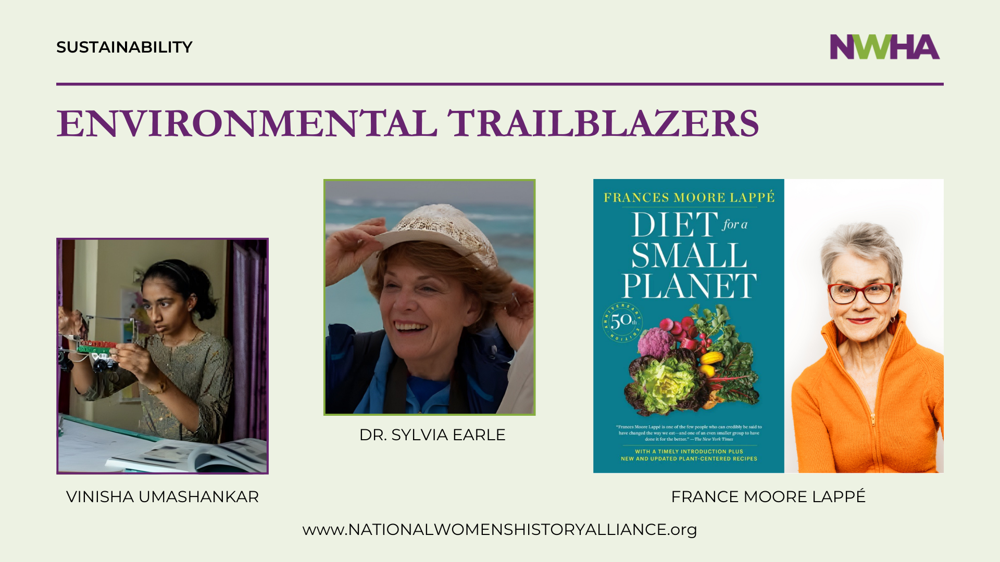 SUSTAINABILITY
NWHA
ENVIRONMENTAL TRAILBLAZERS
FRANCES MOORE LAPPÉ
DIET for a
SMALL
PLANET
ANNIVERSARY
50th
EDITION
“Frances Moore Lappé is one of the few people who can credibly be said to
have changed the way we eat—and one of an even smaller group to have
done it for the better.” —The New York Times
WITH A TIMELY INTRODUCTION PLUS
NEW AND UPDATED PLANT-CENTERED RECIPES
DR. SYLVIA EARLE
VINISHA UMASHANKAR
FRANCE MOORE LAPPÉ
www.NATIONALWOMENSHISTORYALLIANCE.org